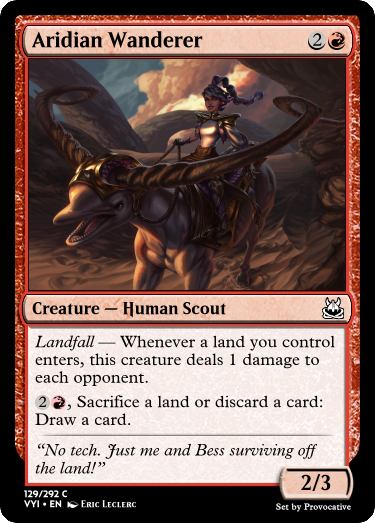 Aridian Wanderer 2
Creature — Human Scout
Landfall — Whenever a land you control
enters, this creature deals 1 damage to
each opponent.
2, Sacrifice a land or discard a card:
Draw a card.
“No tech. Just me and Bess surviving off
the land!”
2/3
129/292 C
VYI • EN Eric Leclerc
Set by Provocative